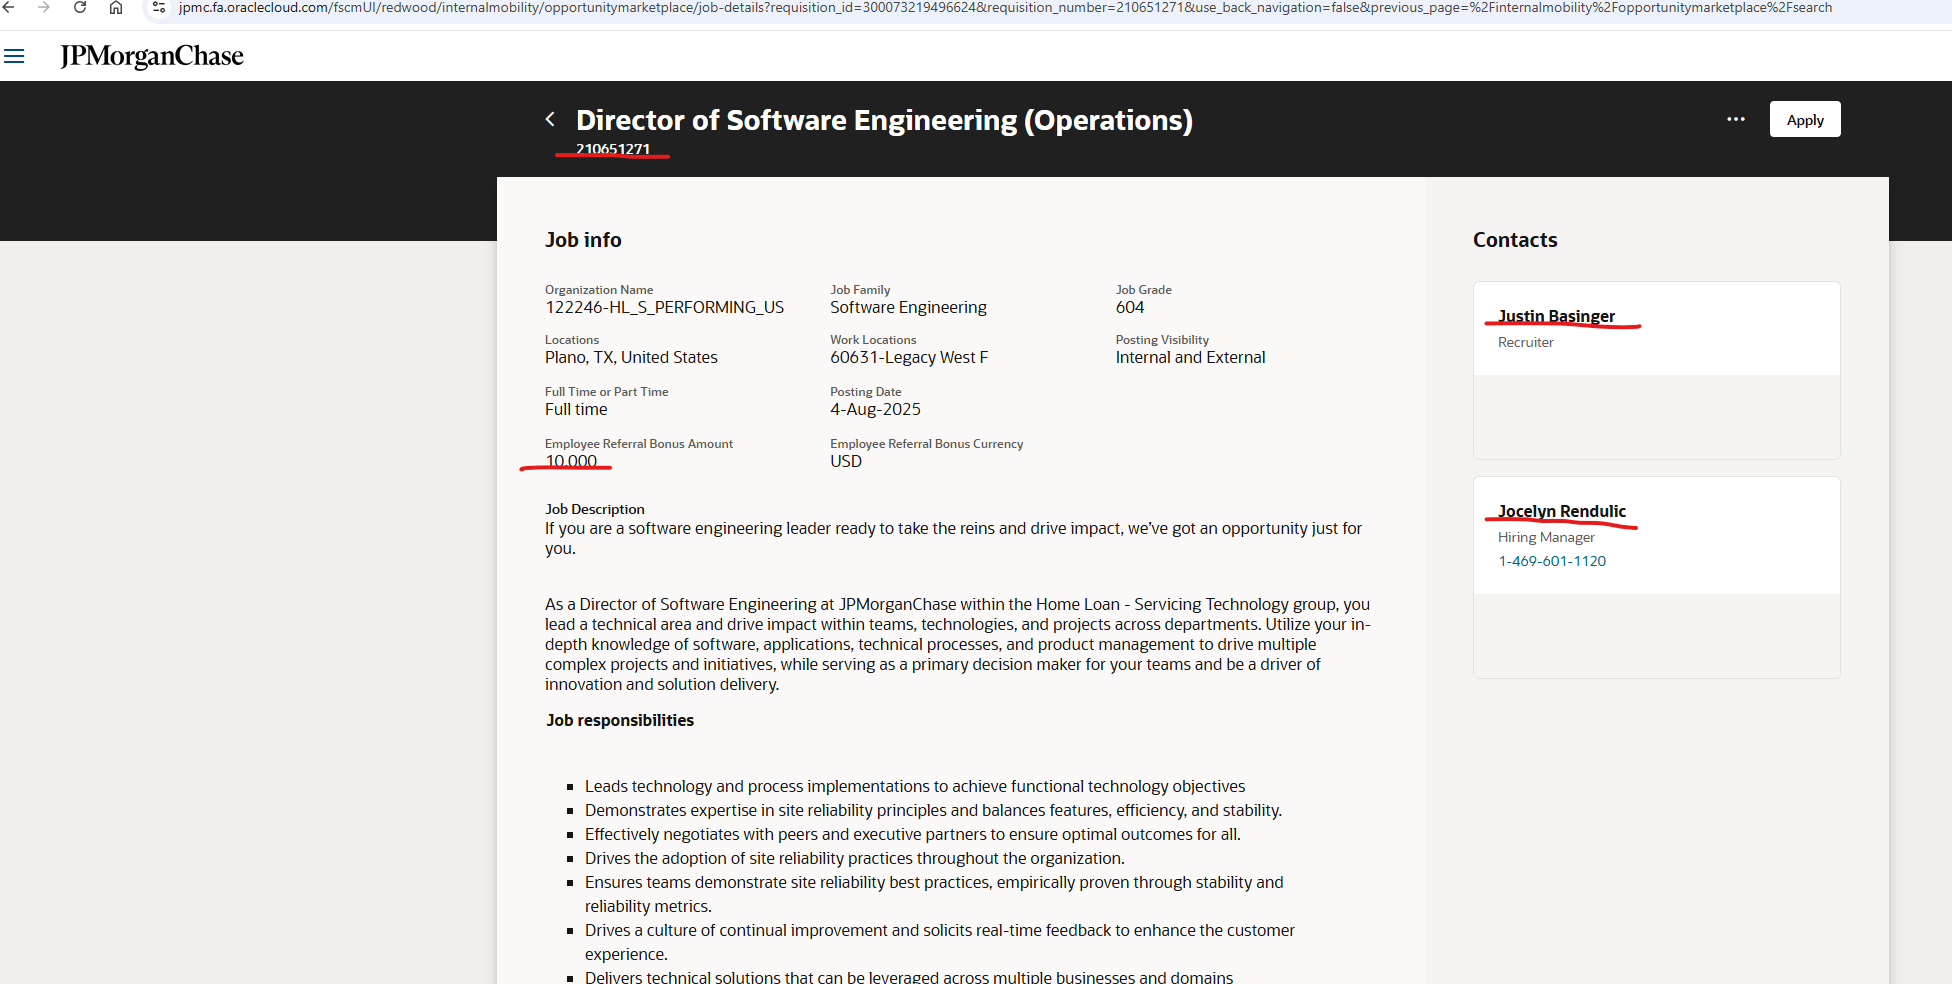 jpmc.fa.oraclecloud.com/fscmUI/redwood/internalmobility/opportunitymarketplace/job-details?requisition_id=300073219496624&requisition_number=210651271&use_back_navigation=false&previous_page=%2Finternalmobility%2Fopportunitymarketplace%2Fsearch
JPMorganChase
Director of Software Engineering (Operations)
210651271
Apply
Job info
Organization Name
122246-HL_S_PERFORMING_US
Job Family
Software Engineering
Job Grade
604
Locations
Plano, TX, United States
Work Locations
60631-Legacy West F
Posting Visibility
Internal and External
Full Time or Part Time
Full time
Posting Date
4-Aug-2025
Employee Referral Bonus Amount
10,000
Employee Referral Bonus Currency
USD
Job Description
If you are a software engineering leader ready to take the reins and drive impact, we’ve got an opportunity just for
you.
As a Director of Software Engineering at JPMorganChase within the Home Loan - Servicing Technology group, you
lead a technical area and drive impact within teams, technologies, and projects across departments. Utilize your in-
depth knowledge of software, applications, technical processes, and product management to drive multiple
complex projects and initiatives, while serving as a primary decision maker for your teams and be a driver of
innovation and solution delivery.
Job responsibilities
Leads technology and process implementations to achieve functional technology objectives
Demonstrates expertise in site reliability principles and balances features, efficiency, and stability.
Effectively negotiates with peers and executive partners to ensure optimal outcomes for all.
Drives the adoption of site reliability practices throughout the organization.
Ensures teams demonstrate site reliability best practices, empirically proven through stability and
reliability metrics.
Drives a culture of continual improvement and solicits real-time feedback to enhance the customer
experience.
Delivers technical solutions that can be leveraged across multiple businesses and domains
Contacts
Justin Basinger
Recruiter
Jocelyn Rendulic
Hiring Manager
1-469-601-1120